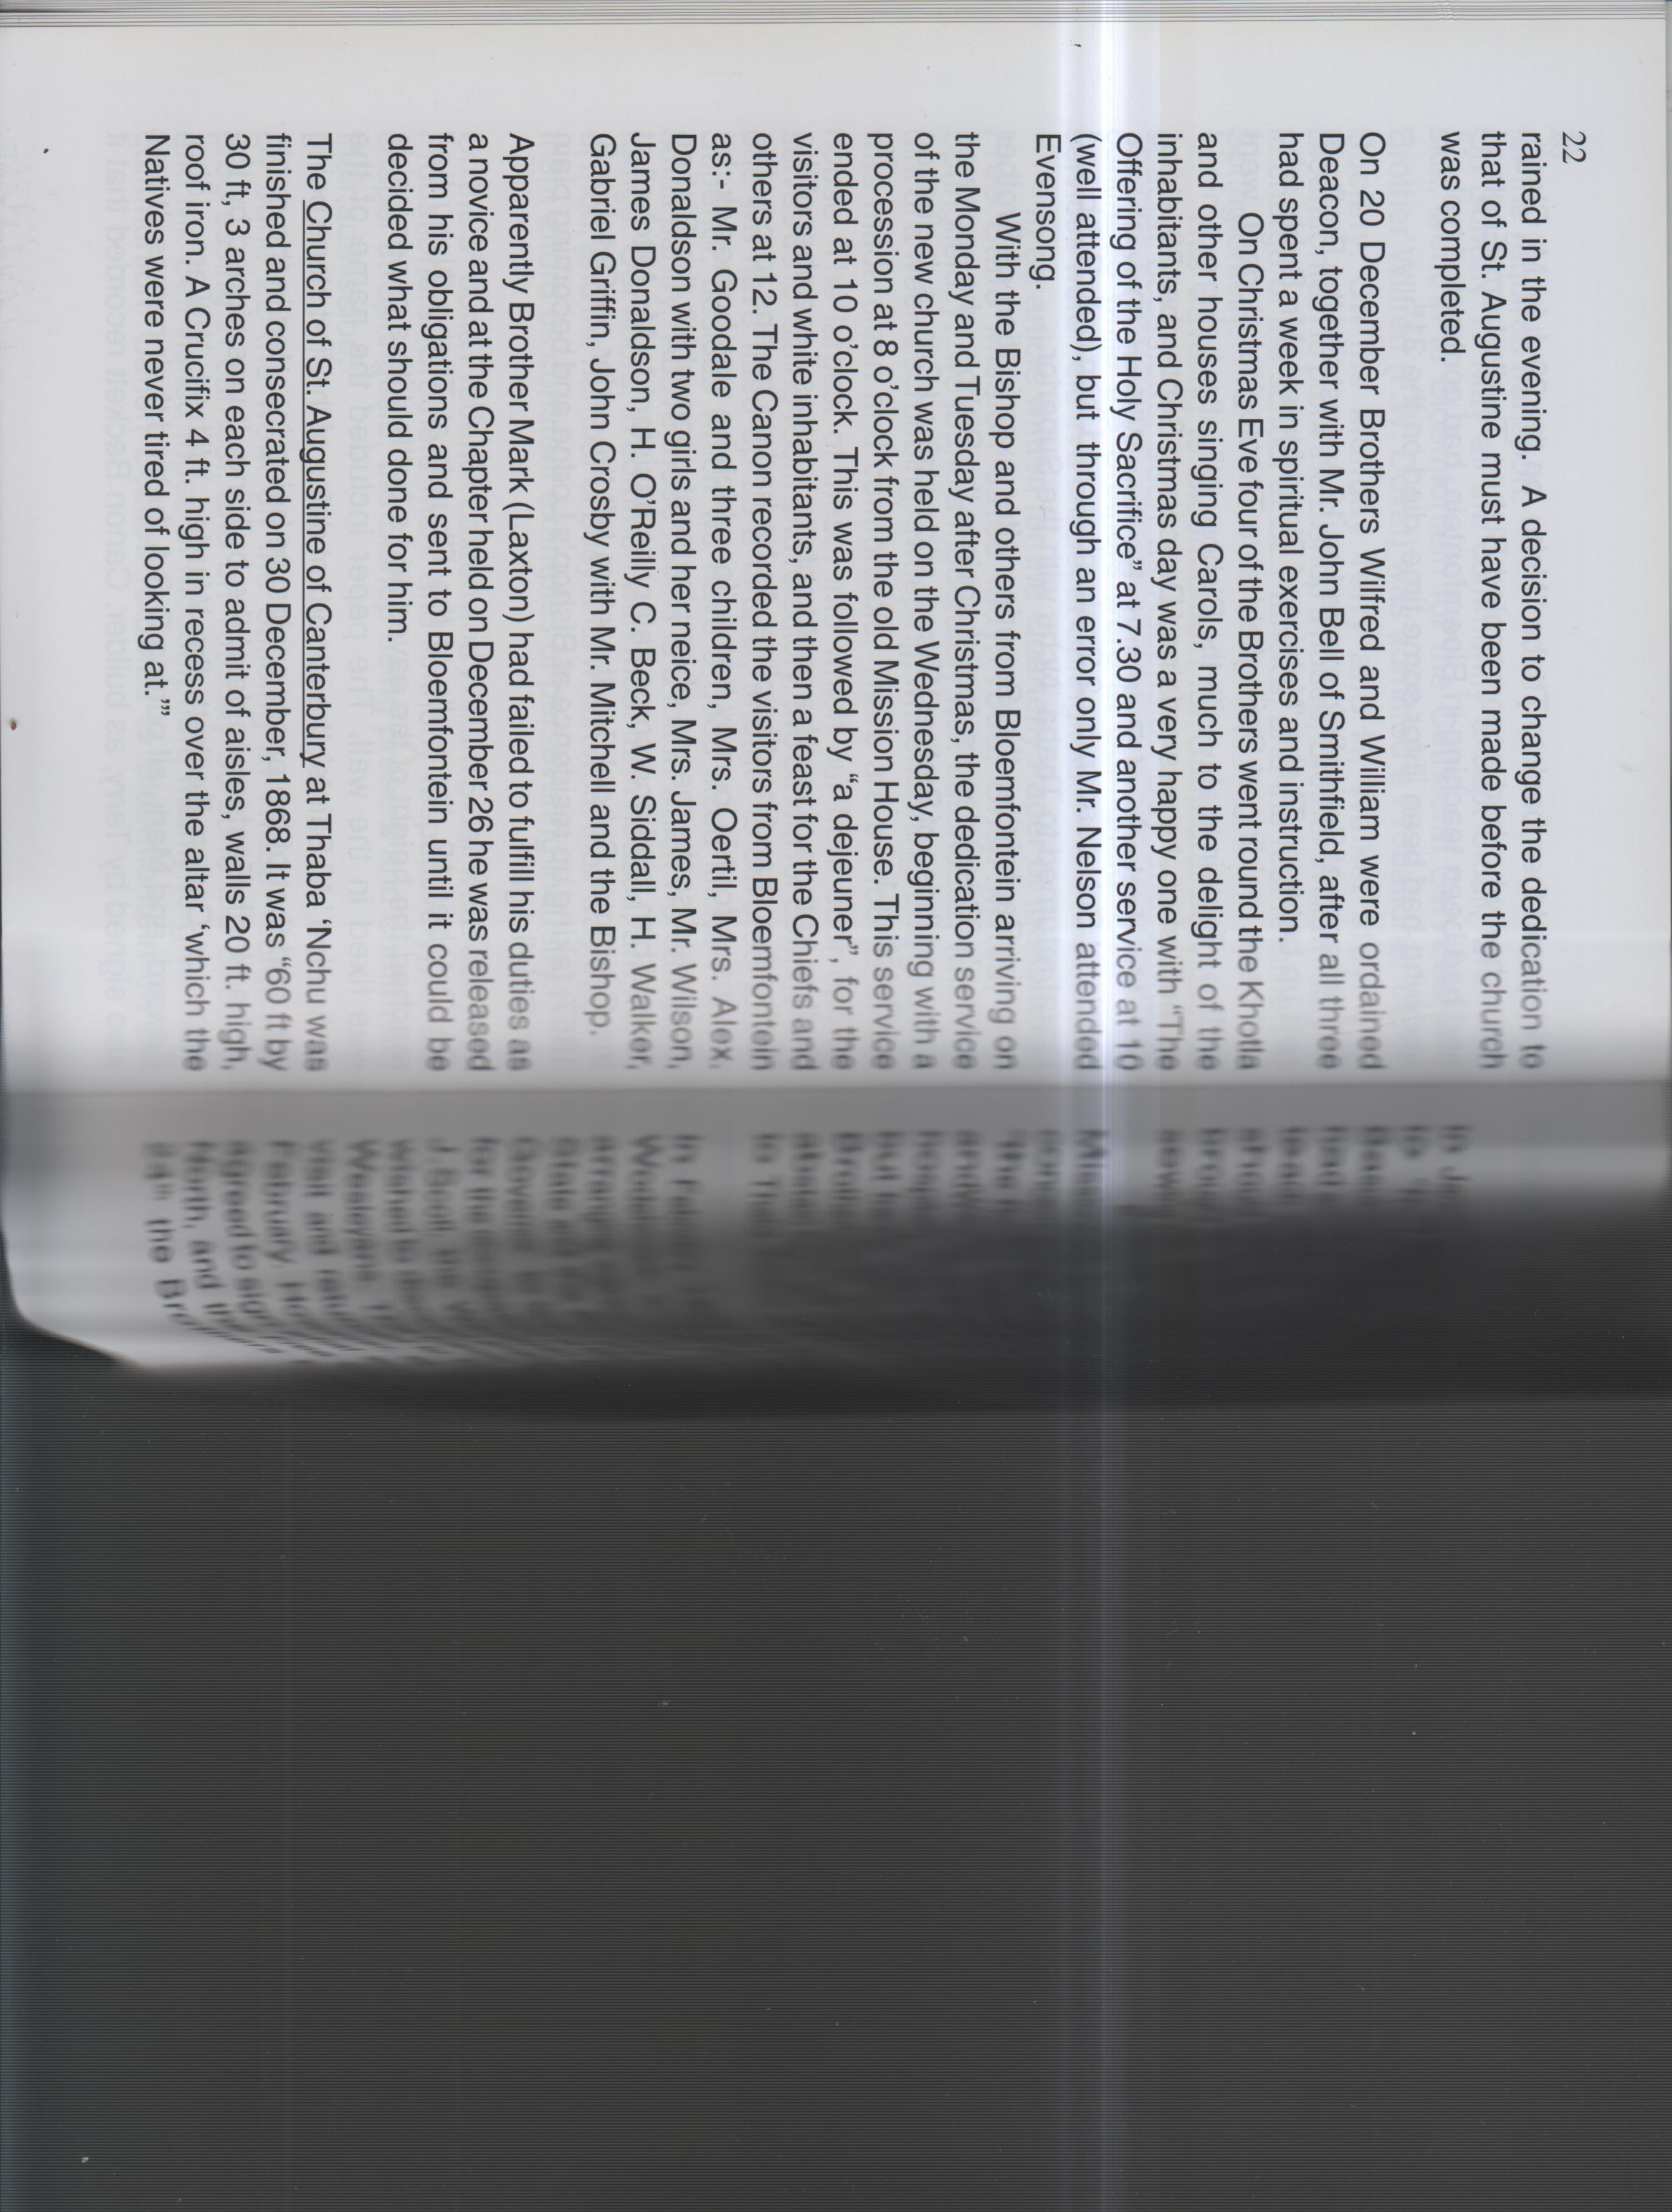 22
rained in the evening. A decision to change the dedication to
that of St. Augustine must have been made before the church
was completed.
On 20 December Brothers Wilfred and William were ordained
Deacon, together with Mr. John Bell of Smithfield, after all three
had spent a week in spiritual exercises and instruction.
On Christmas Eve four of the Brothers went round the Khotla
and other houses singing Carols, much to the delight of the
inhabitants, and Christmas day was a very happy one with “The
Offering of the Holy Sacrifice” at 7.30 and another service at 10
(well attended), but through an error only Mr. Nelson attended
Evensong.
With the Bishop and others from Bloemfontein arriving on
the Monday and Tuesday after Christmas, the dedication service
of the new church was held on the Wednesday, beginning with a
procession at 8 o’clock from the old Mission House. This service
ended at 10 o’clock. This was followed by “a dejeuner”, for the
visitors and white inhabitants, and then a feast for the Chiefs and
others at 12. The Canon recorded the visitors from Bloemfontein
as:- Mr. Goodale and three children, Mrs. Oertil, Mrs. Alex.
Donaldson with two girls and her neice, Mrs. James, Mr. Wilson,
James Donaldson, H. O’Reilly C. Beck, W. Siddall, H. Walker,
Gabriel Griffin, John Crosby with Mr. Mitchell and the Bishop.
Apparently Brother Mark (Laxton) had failed to fulfill his duties as
a novice and at the Chapter held on December 26 he was released
from his obligations and sent to Bloemfontein until it could be
decided what should done for him.
The Church of St. Augustine of Canterbury at Thaba ‘Nchu was
finished and consecrated on 30 December, 1868. It was “60 ft by
30 ft, 3 arches on each side to admit of aisles, walls 20 ft. high,
roof iron. A Crucifix 4 ft. high in recess over the altar ‘which the
Natives were never tired of looking at.’”
In
visit and
February.
agreed to
North, and
24th the